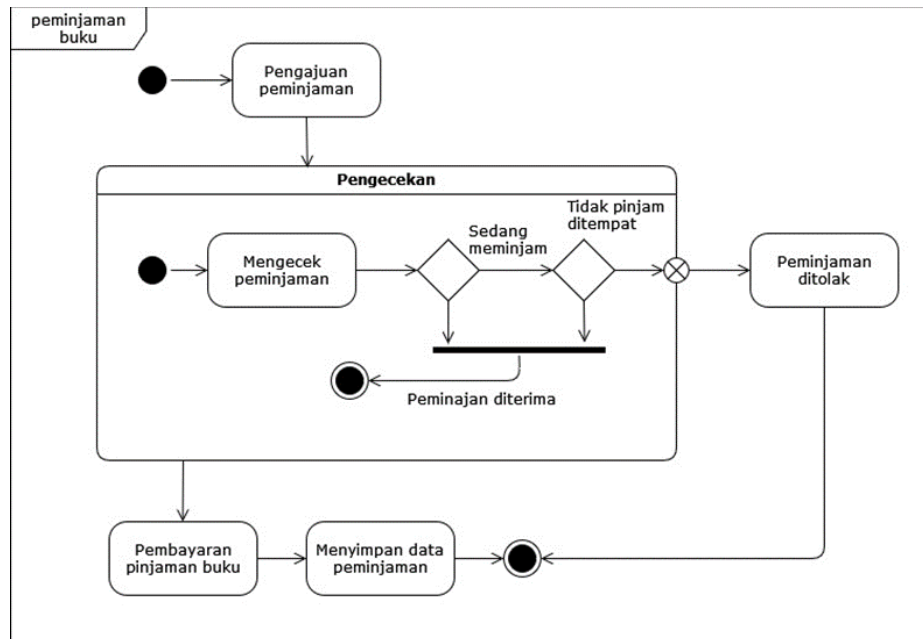 peminjaman
buku
Pengajuan
peminjaman
Pengecekan
Mengecek
peminjaman
Sedang
meminjam
Tidak pinjam
ditempat
Peminjaman
ditolak
Peminajan diterima
Pembayaran
pinjaman buku
Menyimpan data
peminjaman